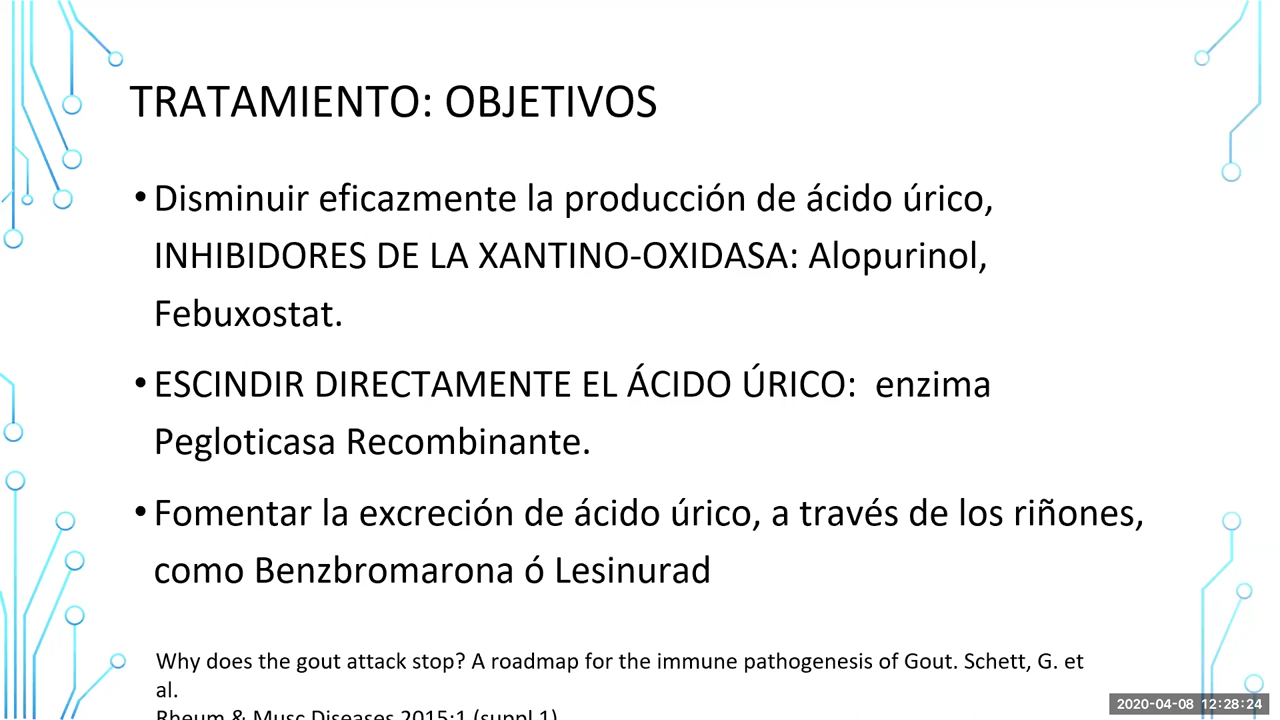 TRATAMIENTO: OBJETIVOS
•Disminuir eficazmente la producción de ácido úrico,
INHIBIDORES DE LA XANTINO-OXIDASA: Alopurinol,
Febuxostat.
•ESCINDIR DIRECTAMENTE EL ÁCIDO ÚRICO:  enzima
Pegloticasa Recombinante.
•Fomentar la excreción de ácido úrico, a través de los riñones,
como Benzbromarona ó Lesinurad
Why does the gout attack stop? A roadmap for the immune pathogenesis of Gout. Schett, G. et
al.
Rheum & Musc Diseases 2015;1 (suppl 1)
2020-04-08 12:28:24